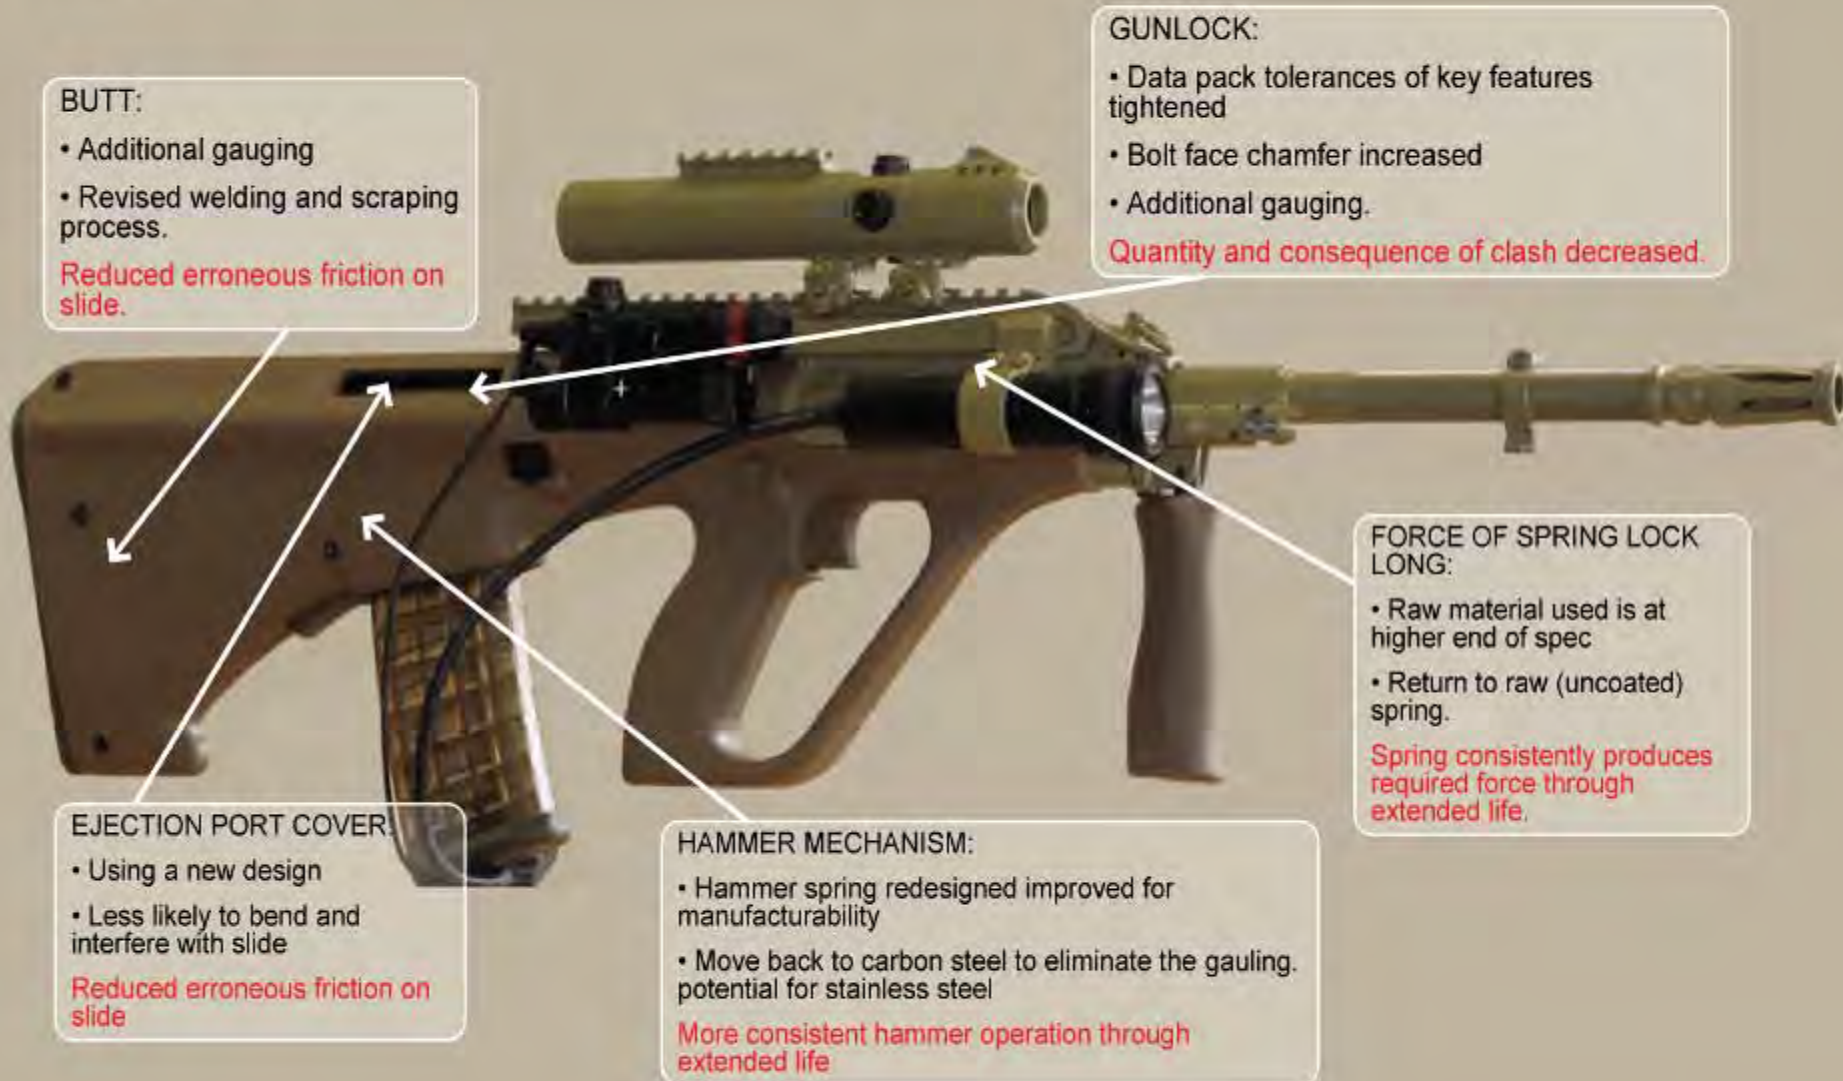 BUTT:
• Additional gauging
• Revised welding and scraping
process.
Reduced erroneous friction on
slide.
GUNLOCK:
• Data pack tolerances of key features
tightened
• Bolt face chamfer increased
• Additional gauging.
Quantity and consequence of clash decreased.
FORCE OF SPRING LOCK
LONG:
• Raw material used is at
higher end of spec
• Return to raw (uncoated)
spring.
Spring consistently produces
required force through
extended life.
EJECTION PORT COVER:
• Using a new design
• Less likely to bend and
interfere with slide
Reduced erroneous friction on
slide
HAMMER MECHANISM:
• Hammer spring redesigned improved for
manufacturability
• Move back to carbon steel to eliminate the gauling.
potential for stainless steel
More consistent hammer operation through
extended life